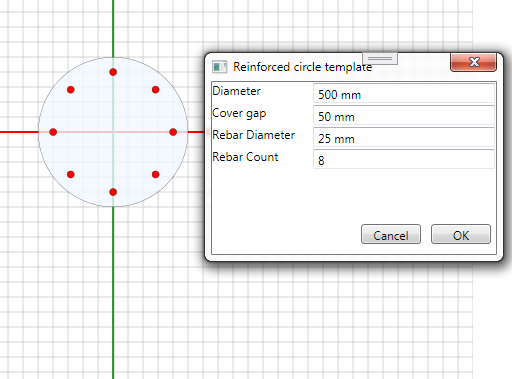 Reinforced circle template
Diameter 500 mm
Cover gap 50 mm
Rebar Diameter 25 mm
Rebar Count 8
Cancel OK